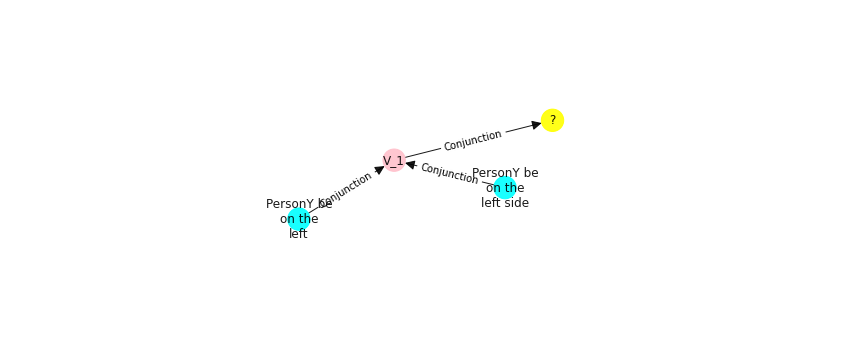 ?
Conjunction
V_1
Conjunction
PersonY be
on the
left side
Conjunction
PersonY be
on the
left